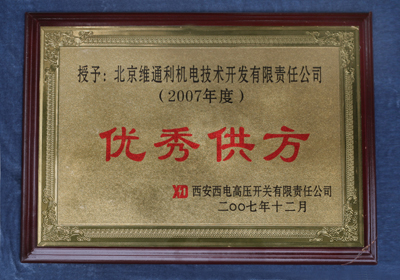 授予：北京维通利机电技术开发有限责任公司
（2007年度）
优秀供方
XD 西安西电高压开关有限责任公司
二〇〇七年十二月